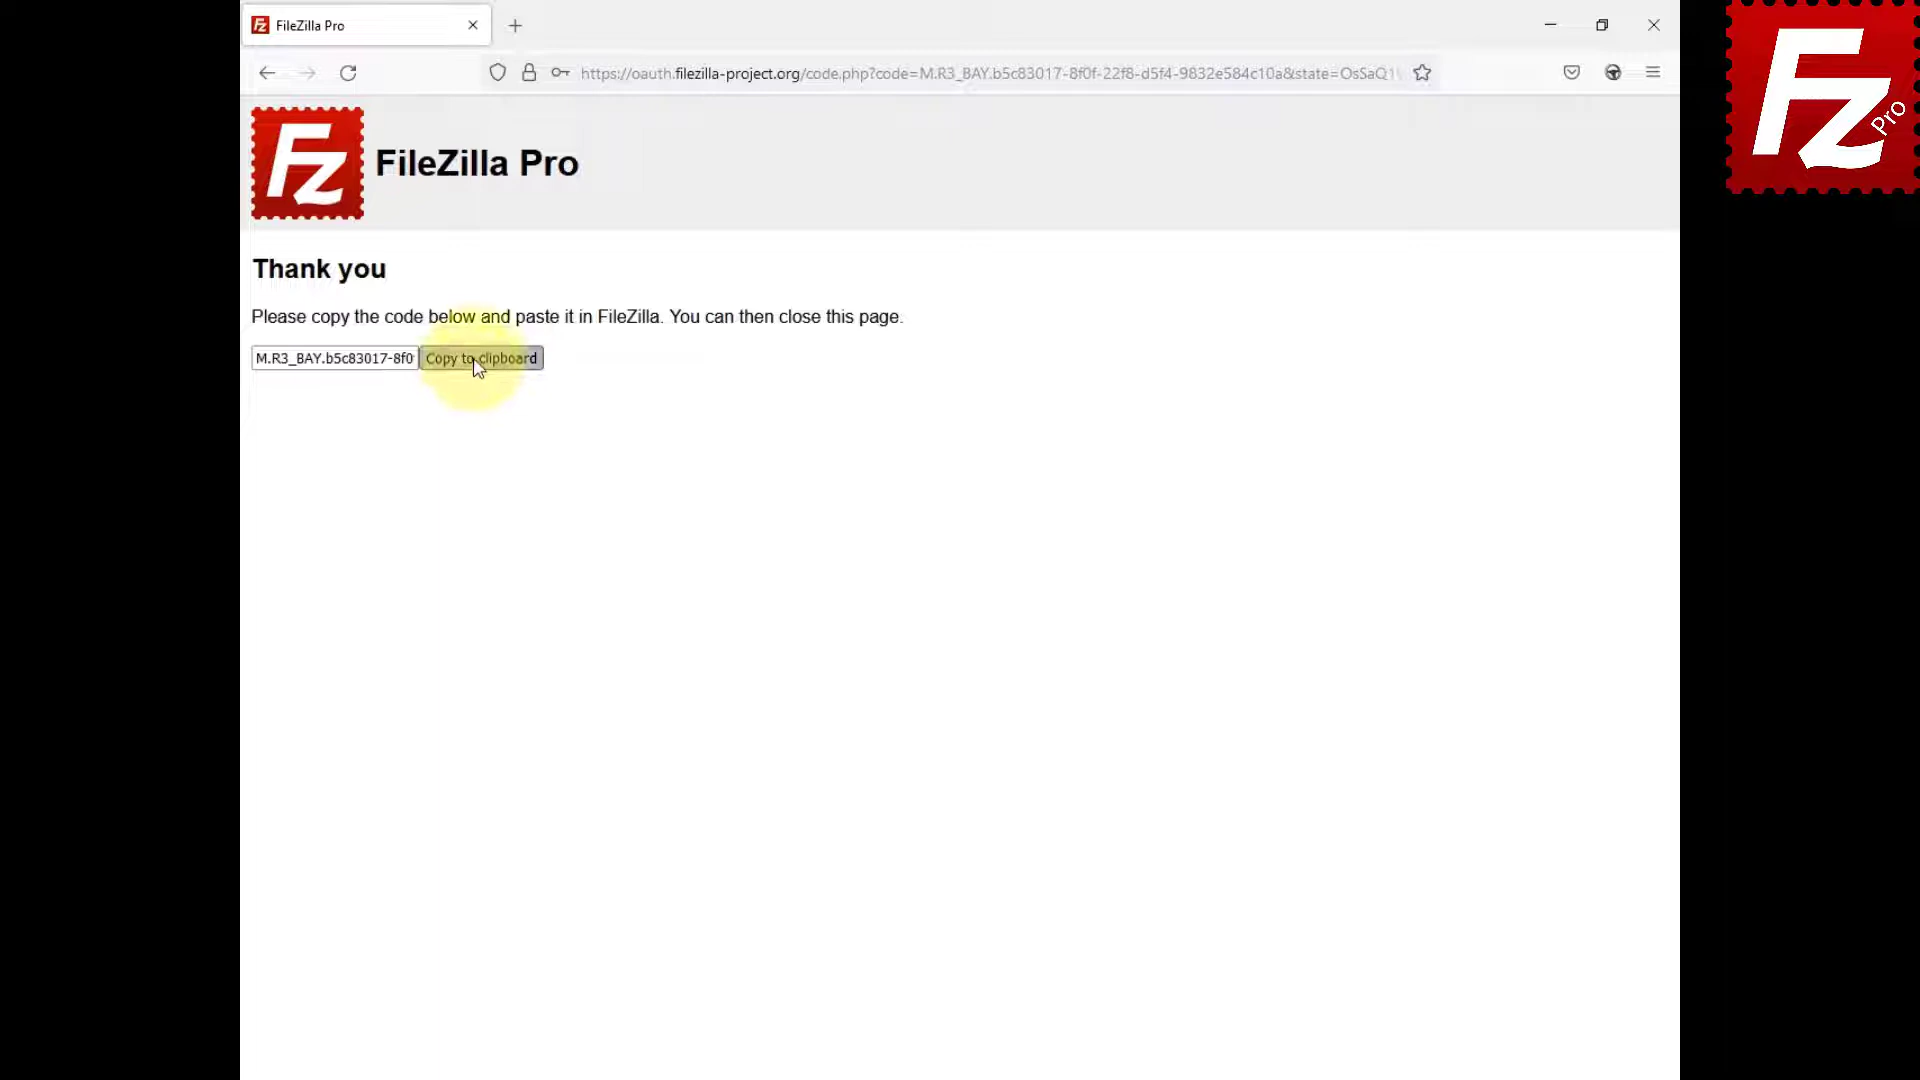 FileZilla Pro
https://oauth.filezilla-project.org/code.php?code=M.R3_BAY.b5c83017-8f0f-22f8-d5f4-9832e584c10a&state=OsSaQ1
Fz Pro
Fz FileZilla Pro
Thank you
Please copy the code below and paste it in FileZilla. You can then close this page.
M.R3_BAY.b5c83017-8f0 Copy to clipboard